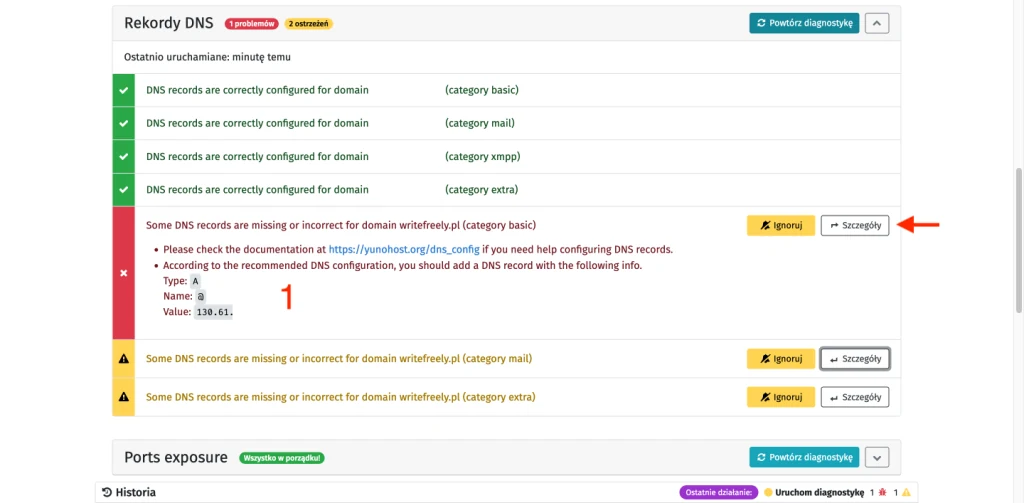 Rekordy DNS 1 problemów 2 ostrzeżeń Powtórz diagnostykę
Ostatnio uruchamiane: minutę temu
DNS records are correctly configured for domain (category basic)
DNS records are correctly configured for domain (category mail)
DNS records are correctly configured for domain (category xmpp)
DNS records are correctly configured for domain (category extra)
Some DNS records are missing or incorrect for domain writefreely.pl (category basic) Ignoruj Szczegóły
• Please check the documentation at https://yunohost.org/dns_config if you need help configuring DNS records.
• According to the recommended DNS configuration, you should add a DNS record with the following info.
Type: A
Name: @
1
Value: 130.61.
Some DNS records are missing or incorrect for domain writefreely.pl (category mail) Ignoruj Szczegóły
Some DNS records are missing or incorrect for domain writefreely.pl (category extra) Ignoruj Szczegóły
Ports exposure Wszystko w porządku! Powtórz diagnostykę
Historia Ostatnie działanie: Uruchom diagnostykę 1 1